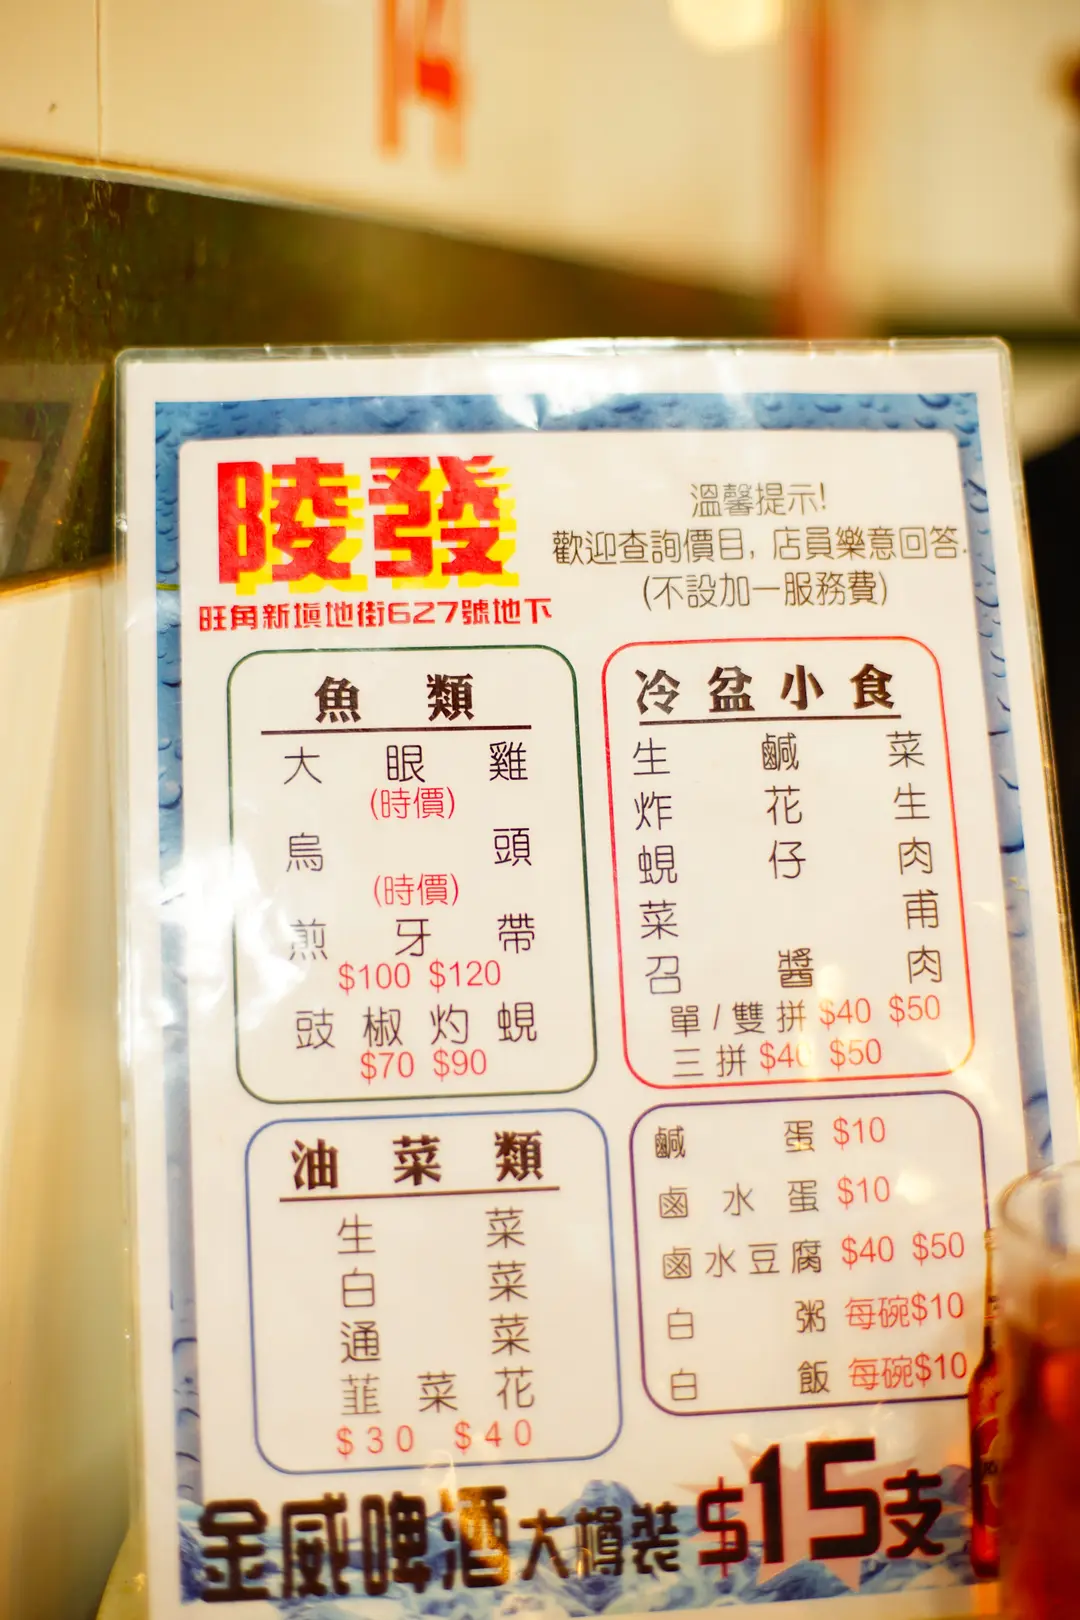 陵發
旺角新填地街627號地下
溫馨提示!
歡迎查詢價目, 店員樂意回答.
(不設加一服務費)
魚類
大眼雞
(時價)
烏頭
(時價)
煎牙帶
$100 $120
豉椒灼蜆
$70 $90
冷盆小食
生鹹菜
炸花生
蜆仔肉
菜甫
召醬肉
單/雙拼 $40 $50
三拼 $40 $50
油菜類
生菜
白菜
通菜
韮菜花
$30 $40
鹹蛋 $10
鹵水蛋 $10
鹵水豆腐 $40 $50
白粥 每碗$10
白飯 每碗$10
金威啤酒大樽裝 $15支